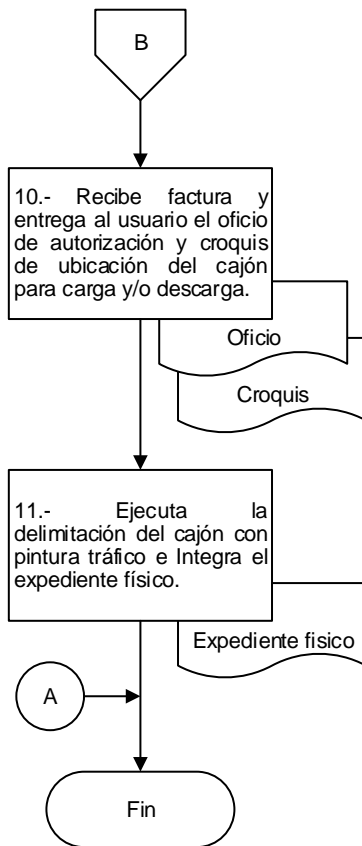 B
10.- Recibe factura y
entrega al usuario el oficio
de autorización y croquis
de ubicación del cajón
para carga y/o descarga.
Oficio
Croquis
11.- Ejecuta la
delimitación del cajón con
pintura tráfico e Integra el
expediente físico.
Expediente fisico
A
Fin